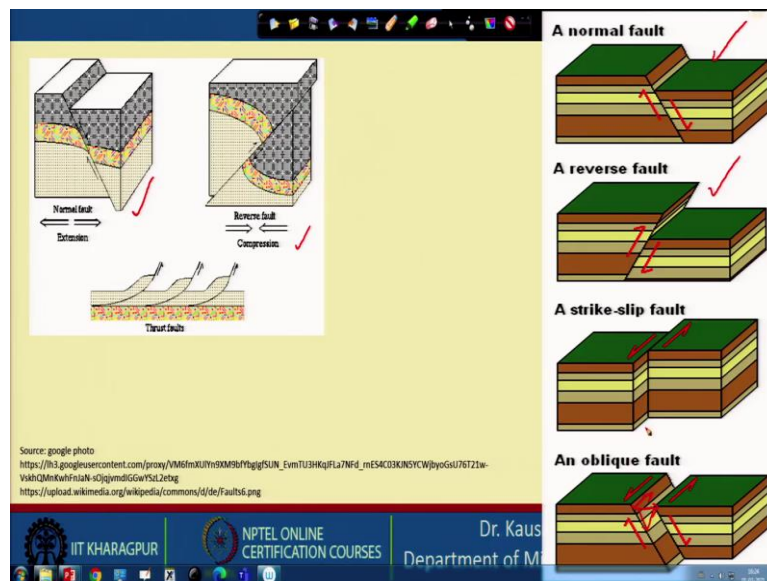 A normal fault
Normal fault
Extension
Reverse fault
Compression
Thrust faults
A reverse fault
A strike-slip fault
An oblique fault
Source: google photo
https://upload.wikimedia.org/wikipedia/commons/d/de/Faults6.png
IIT KHARAGPUR
NPTEL ONLINE
CERTIFICATION COURSES
Dr. Kaus
Department of Mi